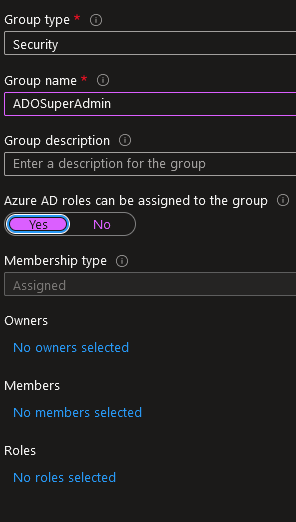 Group type *
Security
Group name *
ADOSuperAdmin
Group description
Enter a description for the group
Azure AD roles can be assigned to the group
Yes No
Membership type
Assigned
Owners
No owners selected
Members
No members selected
Roles
No roles selected